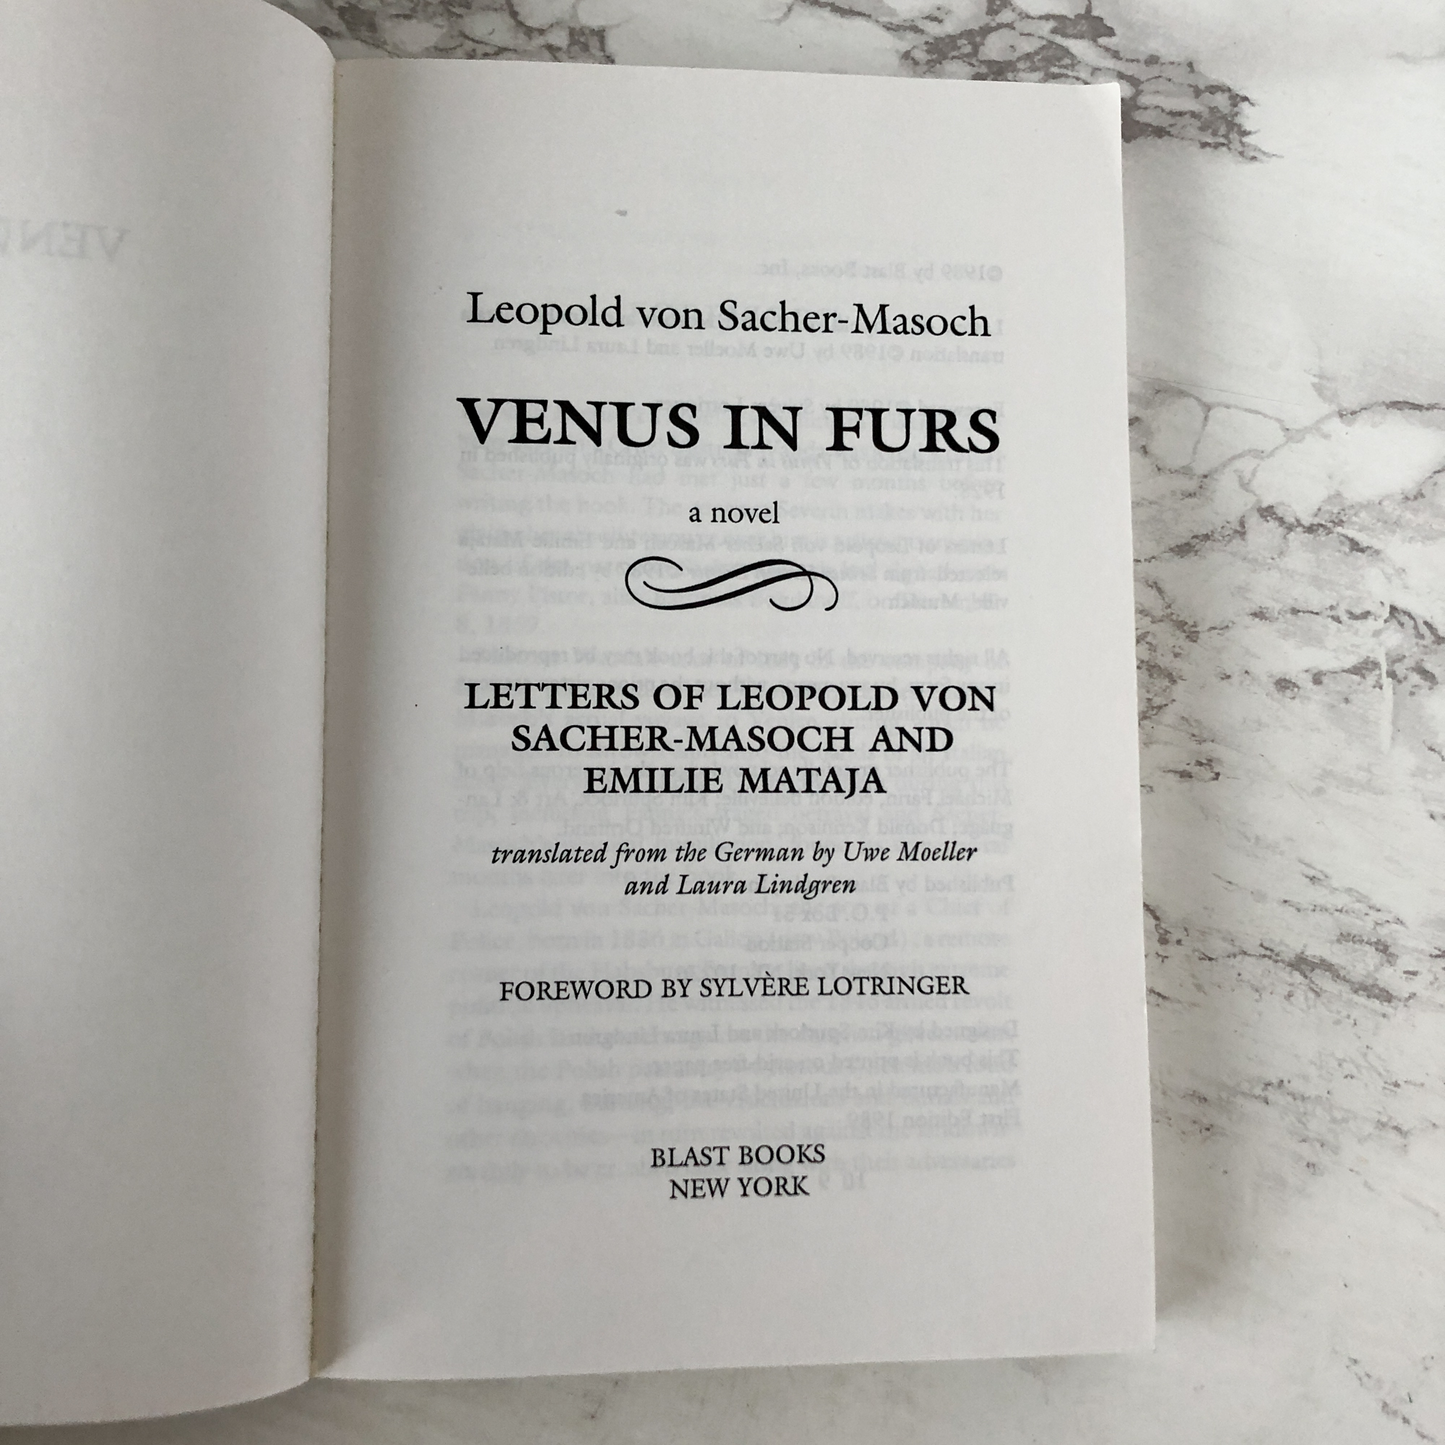 Leopold von Sacher-Masoch
VENUS IN FURS
a novel
LETTERS OF LEOPOLD VON
SACHER-MASOCH AND
EMILIE MATAJA
translated from the German by Uwe Moeller
and Laura Lindgren
FOREWORD BY SYLVÈRE LOTRINGER
BLAST BOOKS
NEW YORK